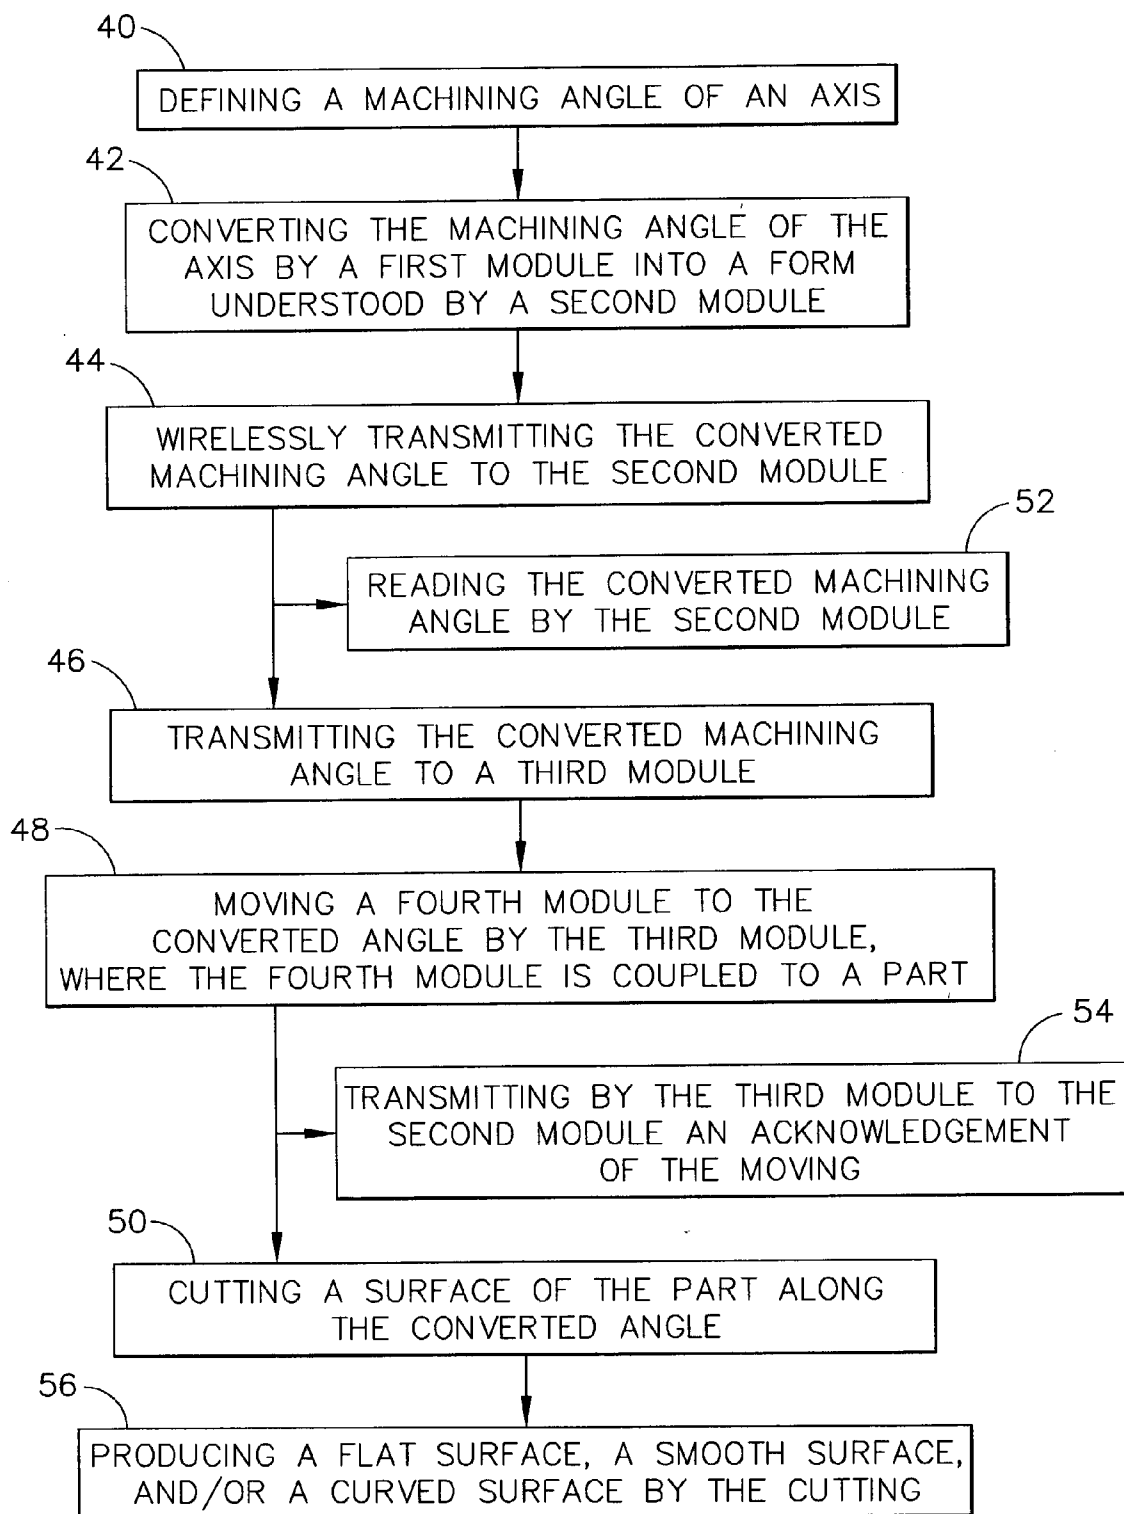 40
DEFINING A MACHINING ANGLE OF AN AXIS
42
CONVERTING THE MACHINING ANGLE OF THE
AXIS BY A FIRST MODULE INTO A FORM
UNDERSTOOD BY A SECOND MODULE
44
WIRELESSLY TRANSMITTING THE CONVERTED
MACHINING ANGLE TO THE SECOND MODULE
52
READING THE CONVERTED MACHINING
ANGLE BY THE SECOND MODULE
46
TRANSMITTING THE CONVERTED MACHINING
ANGLE TO A THIRD MODULE
48
MOVING A FOURTH MODULE TO THE
CONVERTED ANGLE BY THE THIRD MODULE,
WHERE THE FOURTH MODULE IS COUPLED TO A PART
54
TRANSMITTING BY THE THIRD MODULE TO THE
SECOND MODULE AN ACKNOWLEDGEMENT
OF THE MOVING
50
CUTTING A SURFACE OF THE PART ALONG
THE CONVERTED ANGLE
56
PRODUCING A FLAT SURFACE, A SMOOTH SURFACE,
AND/OR A CURVED SURFACE BY THE CUTTING